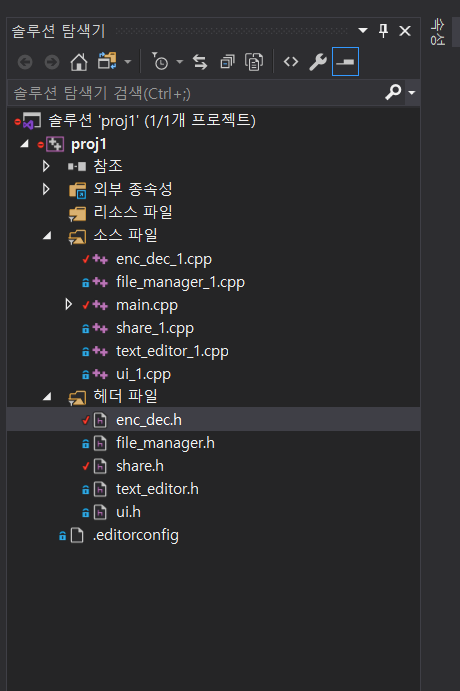 솔루션 탐색기
속성
솔루션 탐색기 검색(Ctrl+;)
솔루션 'proj1' (1/1개 프로젝트)
proj1
참조
외부 종속성
리소스 파일
소스 파일
enc_dec_1.cpp
file_manager_1.cpp
main.cpp
share_1.cpp
text_editor_1.cpp
ui_1.cpp
헤더 파일
enc_dec.h
file_manager.h
share.h
text_editor.h
ui.h
.editorconfig